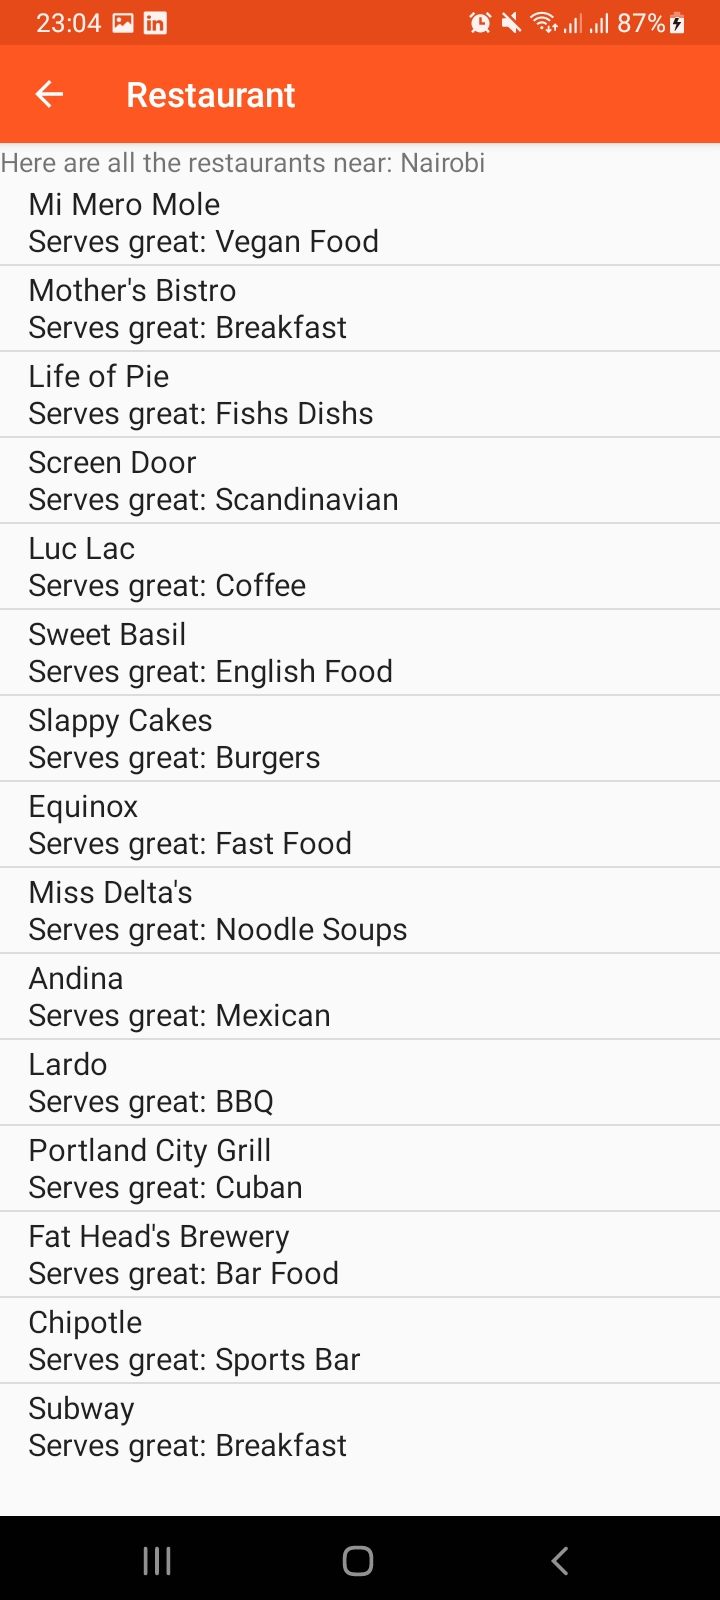 23:04
87%
Restaurant
Here are all the restaurants near: Nairobi
Mi Mero Mole
Serves great: Vegan Food
Mother's Bistro
Serves great: Breakfast
Life of Pie
Serves great: Fishs Dishs
Screen Door
Serves great: Scandinavian
Luc Lac
Serves great: Coffee
Sweet Basil
Serves great: English Food
Slappy Cakes
Serves great: Burgers
Equinox
Serves great: Fast Food
Miss Delta's
Serves great: Noodle Soups
Andina
Serves great: Mexican
Lardo
Serves great: BBQ
Portland City Grill
Serves great: Cuban
Fat Head's Brewery
Serves great: Bar Food
Chipotle
Serves great: Sports Bar
Subway
Serves great: Breakfast